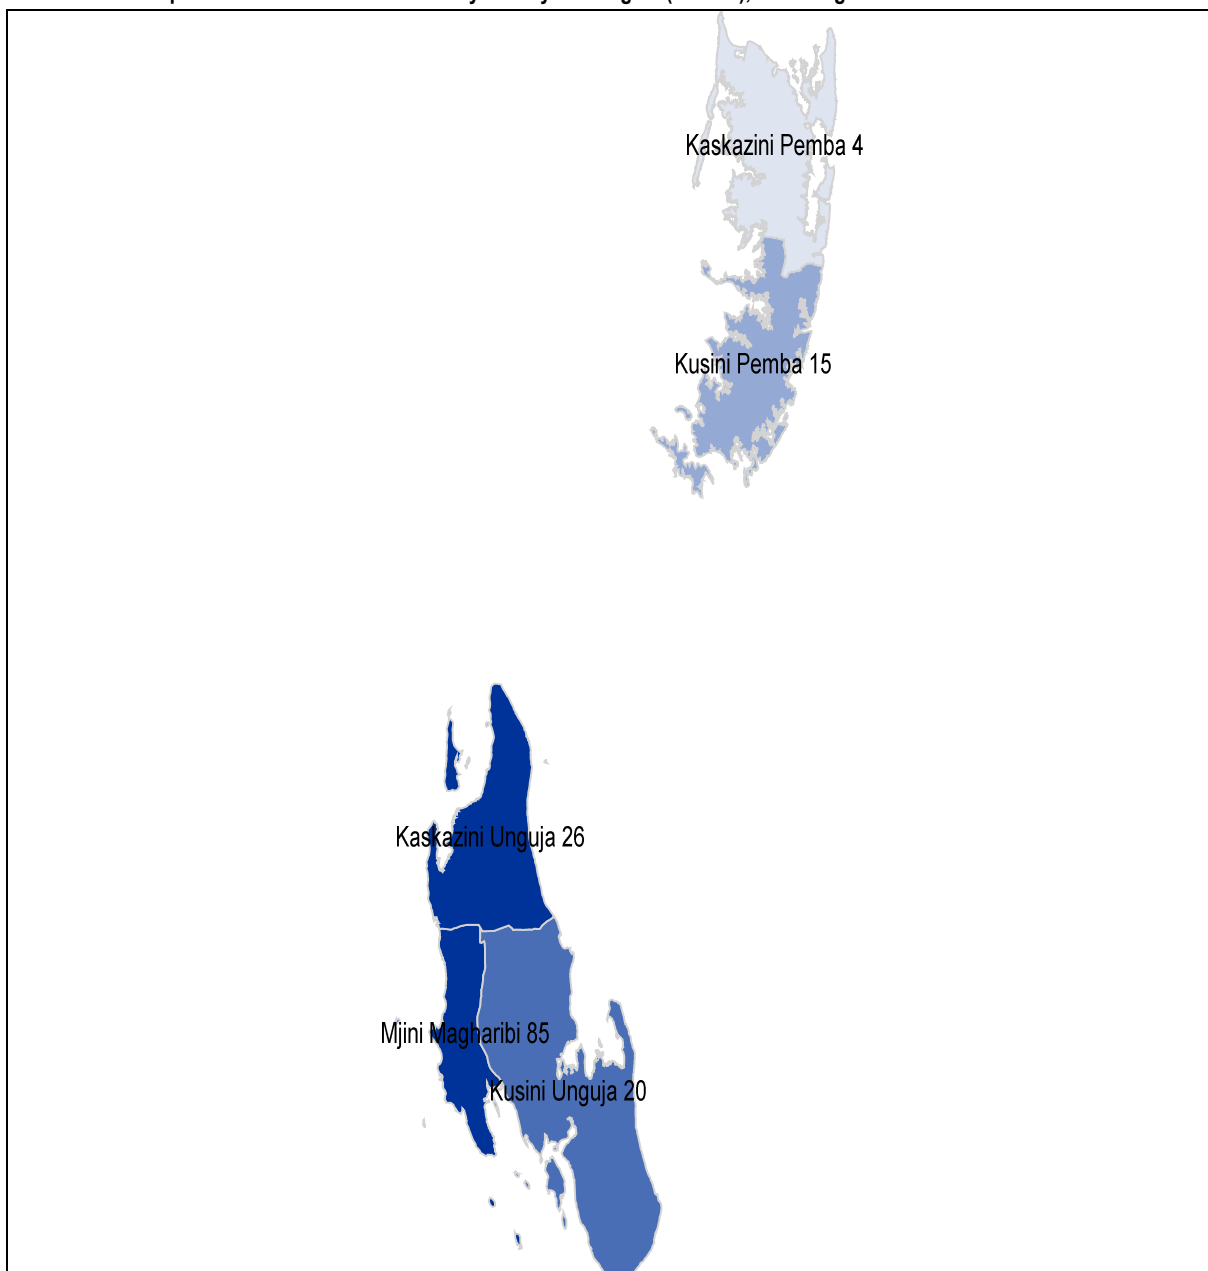 Kaskazini Pemba 4
Kusini Pemba 15
Kaskazini Unguja 26
Mjini Magharibi 85
Kusini Unguja 20